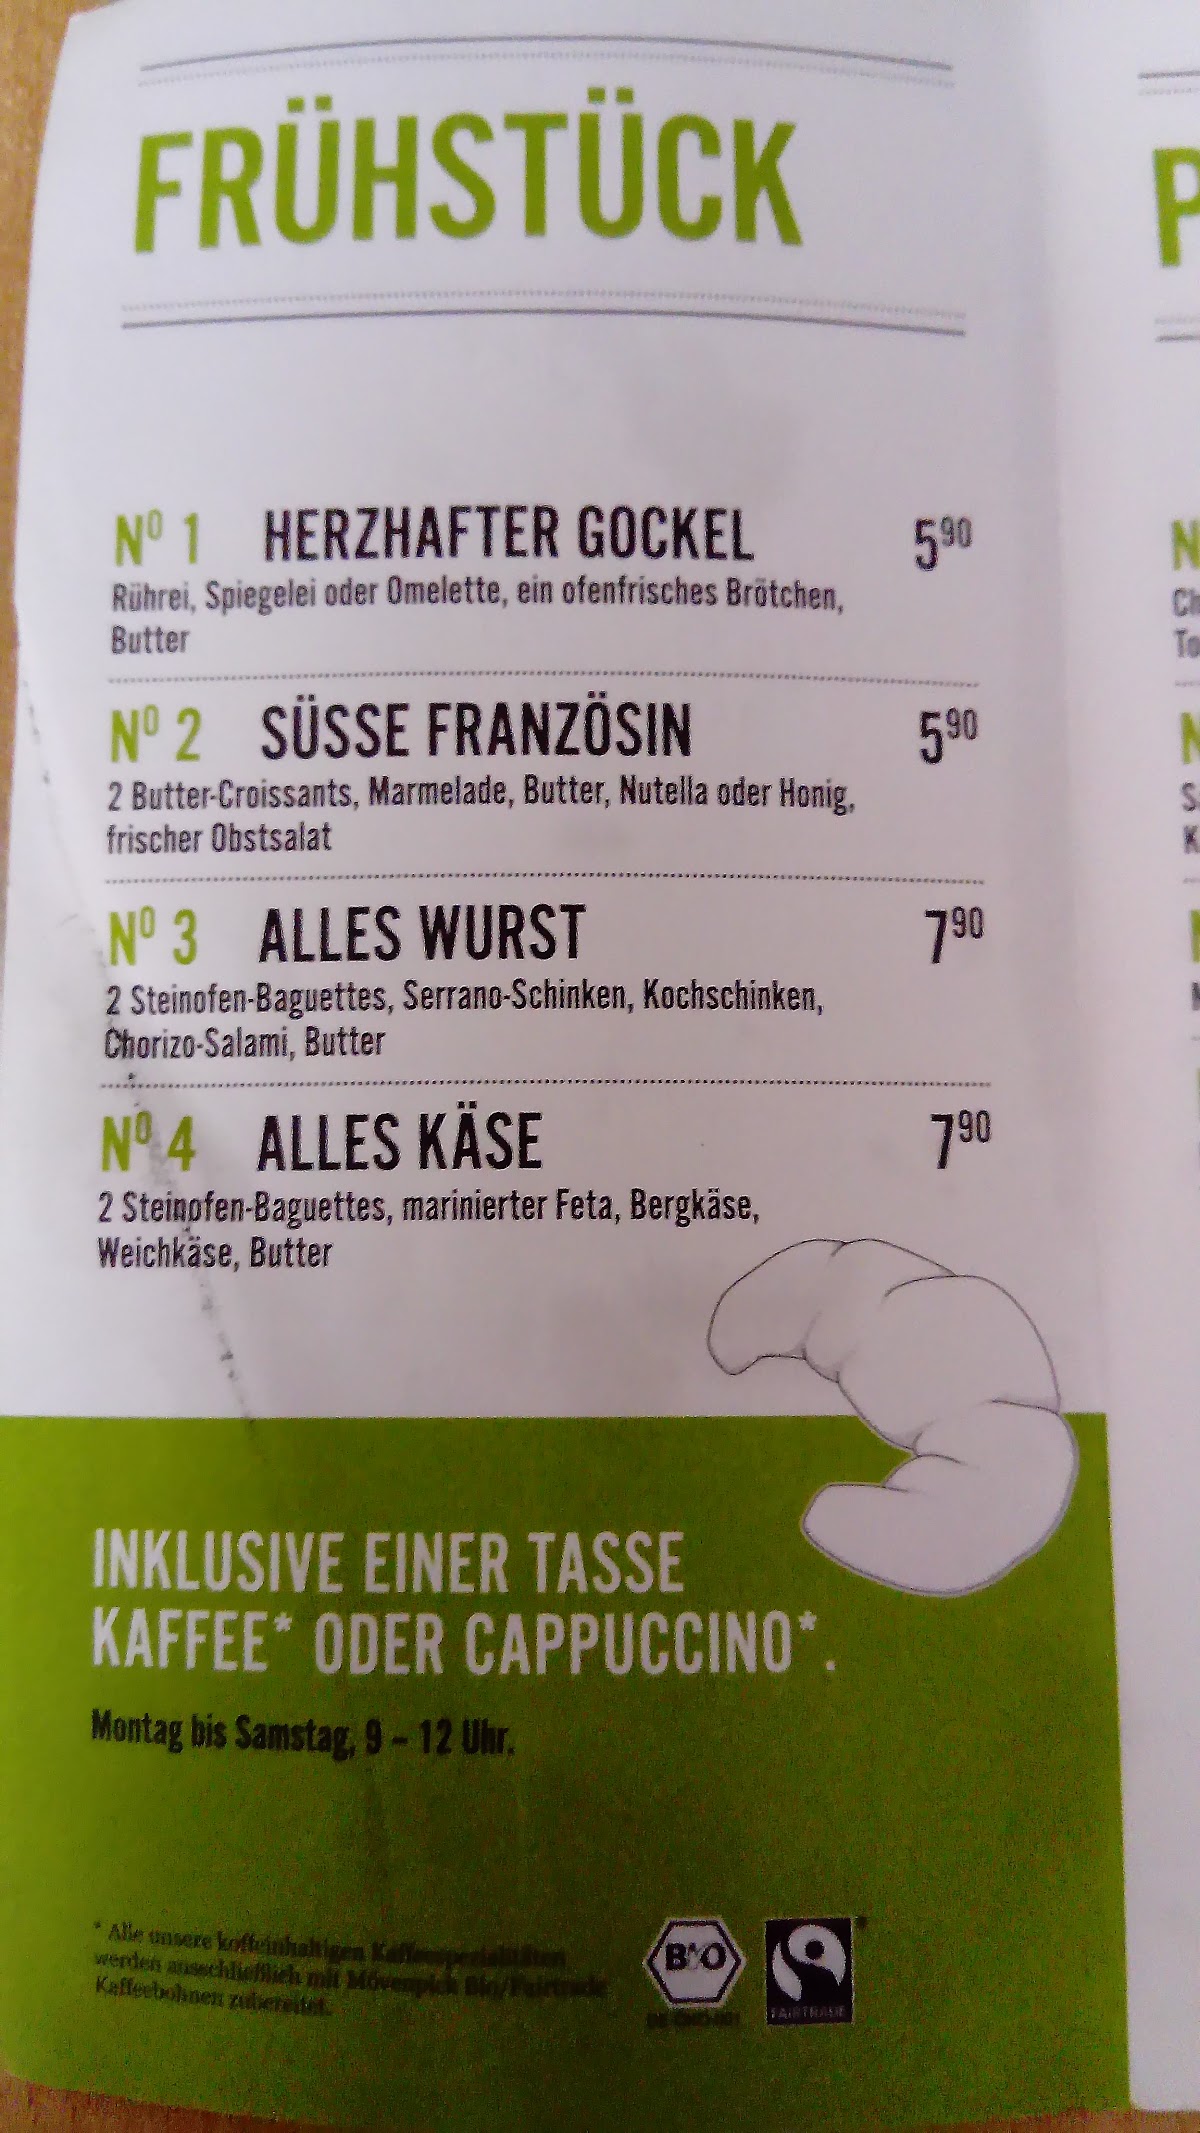 FRÜHSTÜCK
Nº 1 HERZHAFTER GOCKEL 5⁹⁰
Rührei, Spiegelei oder Omelette, ein ofenfrisches Brötchen,
Butter
Nº 2 SÜSSE FRANZÖSIN 5⁹⁰
2 Butter-Croissants, Marmelade, Butter, Nutella oder Honig,
frischer Obstsalat
Nº 3 ALLES WURST 7⁹⁰
2 Steinofen-Baguettes, Serrano-Schinken, Kochschinken,
Chorizo-Salami, Butter
Nº 4 ALLES KÄSE 7⁹⁰
2 Steinofen-Baguettes, marinierter Feta, Bergkäse,
Weichkäse, Butter
INKLUSIVE EINER TASSE
KAFFEE* ODER CAPPUCCINO*.
Montag bis Samstag, 9 – 12 Uhr.
* Alle unsere koffeinhaltigen Kaffeespezialitäten
werden ausschließlich mit Mövenpick Bio/Fairtrade
Kaffeebohnen zubereitet.
BIO
FAIRTRADE
P
N
Ch
To
N
S
K